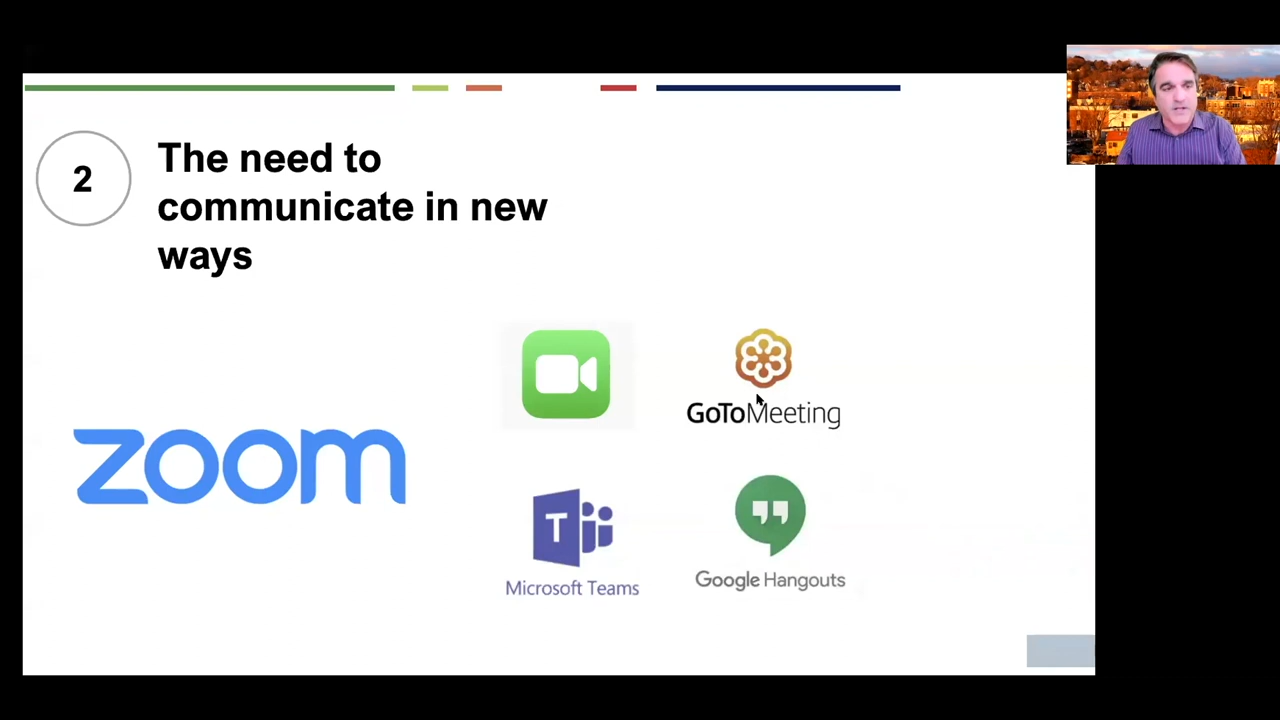 2
The need to
communicate in new
ways
zoom
GoToMeeting
T
Microsoft Teams
Google Hangouts